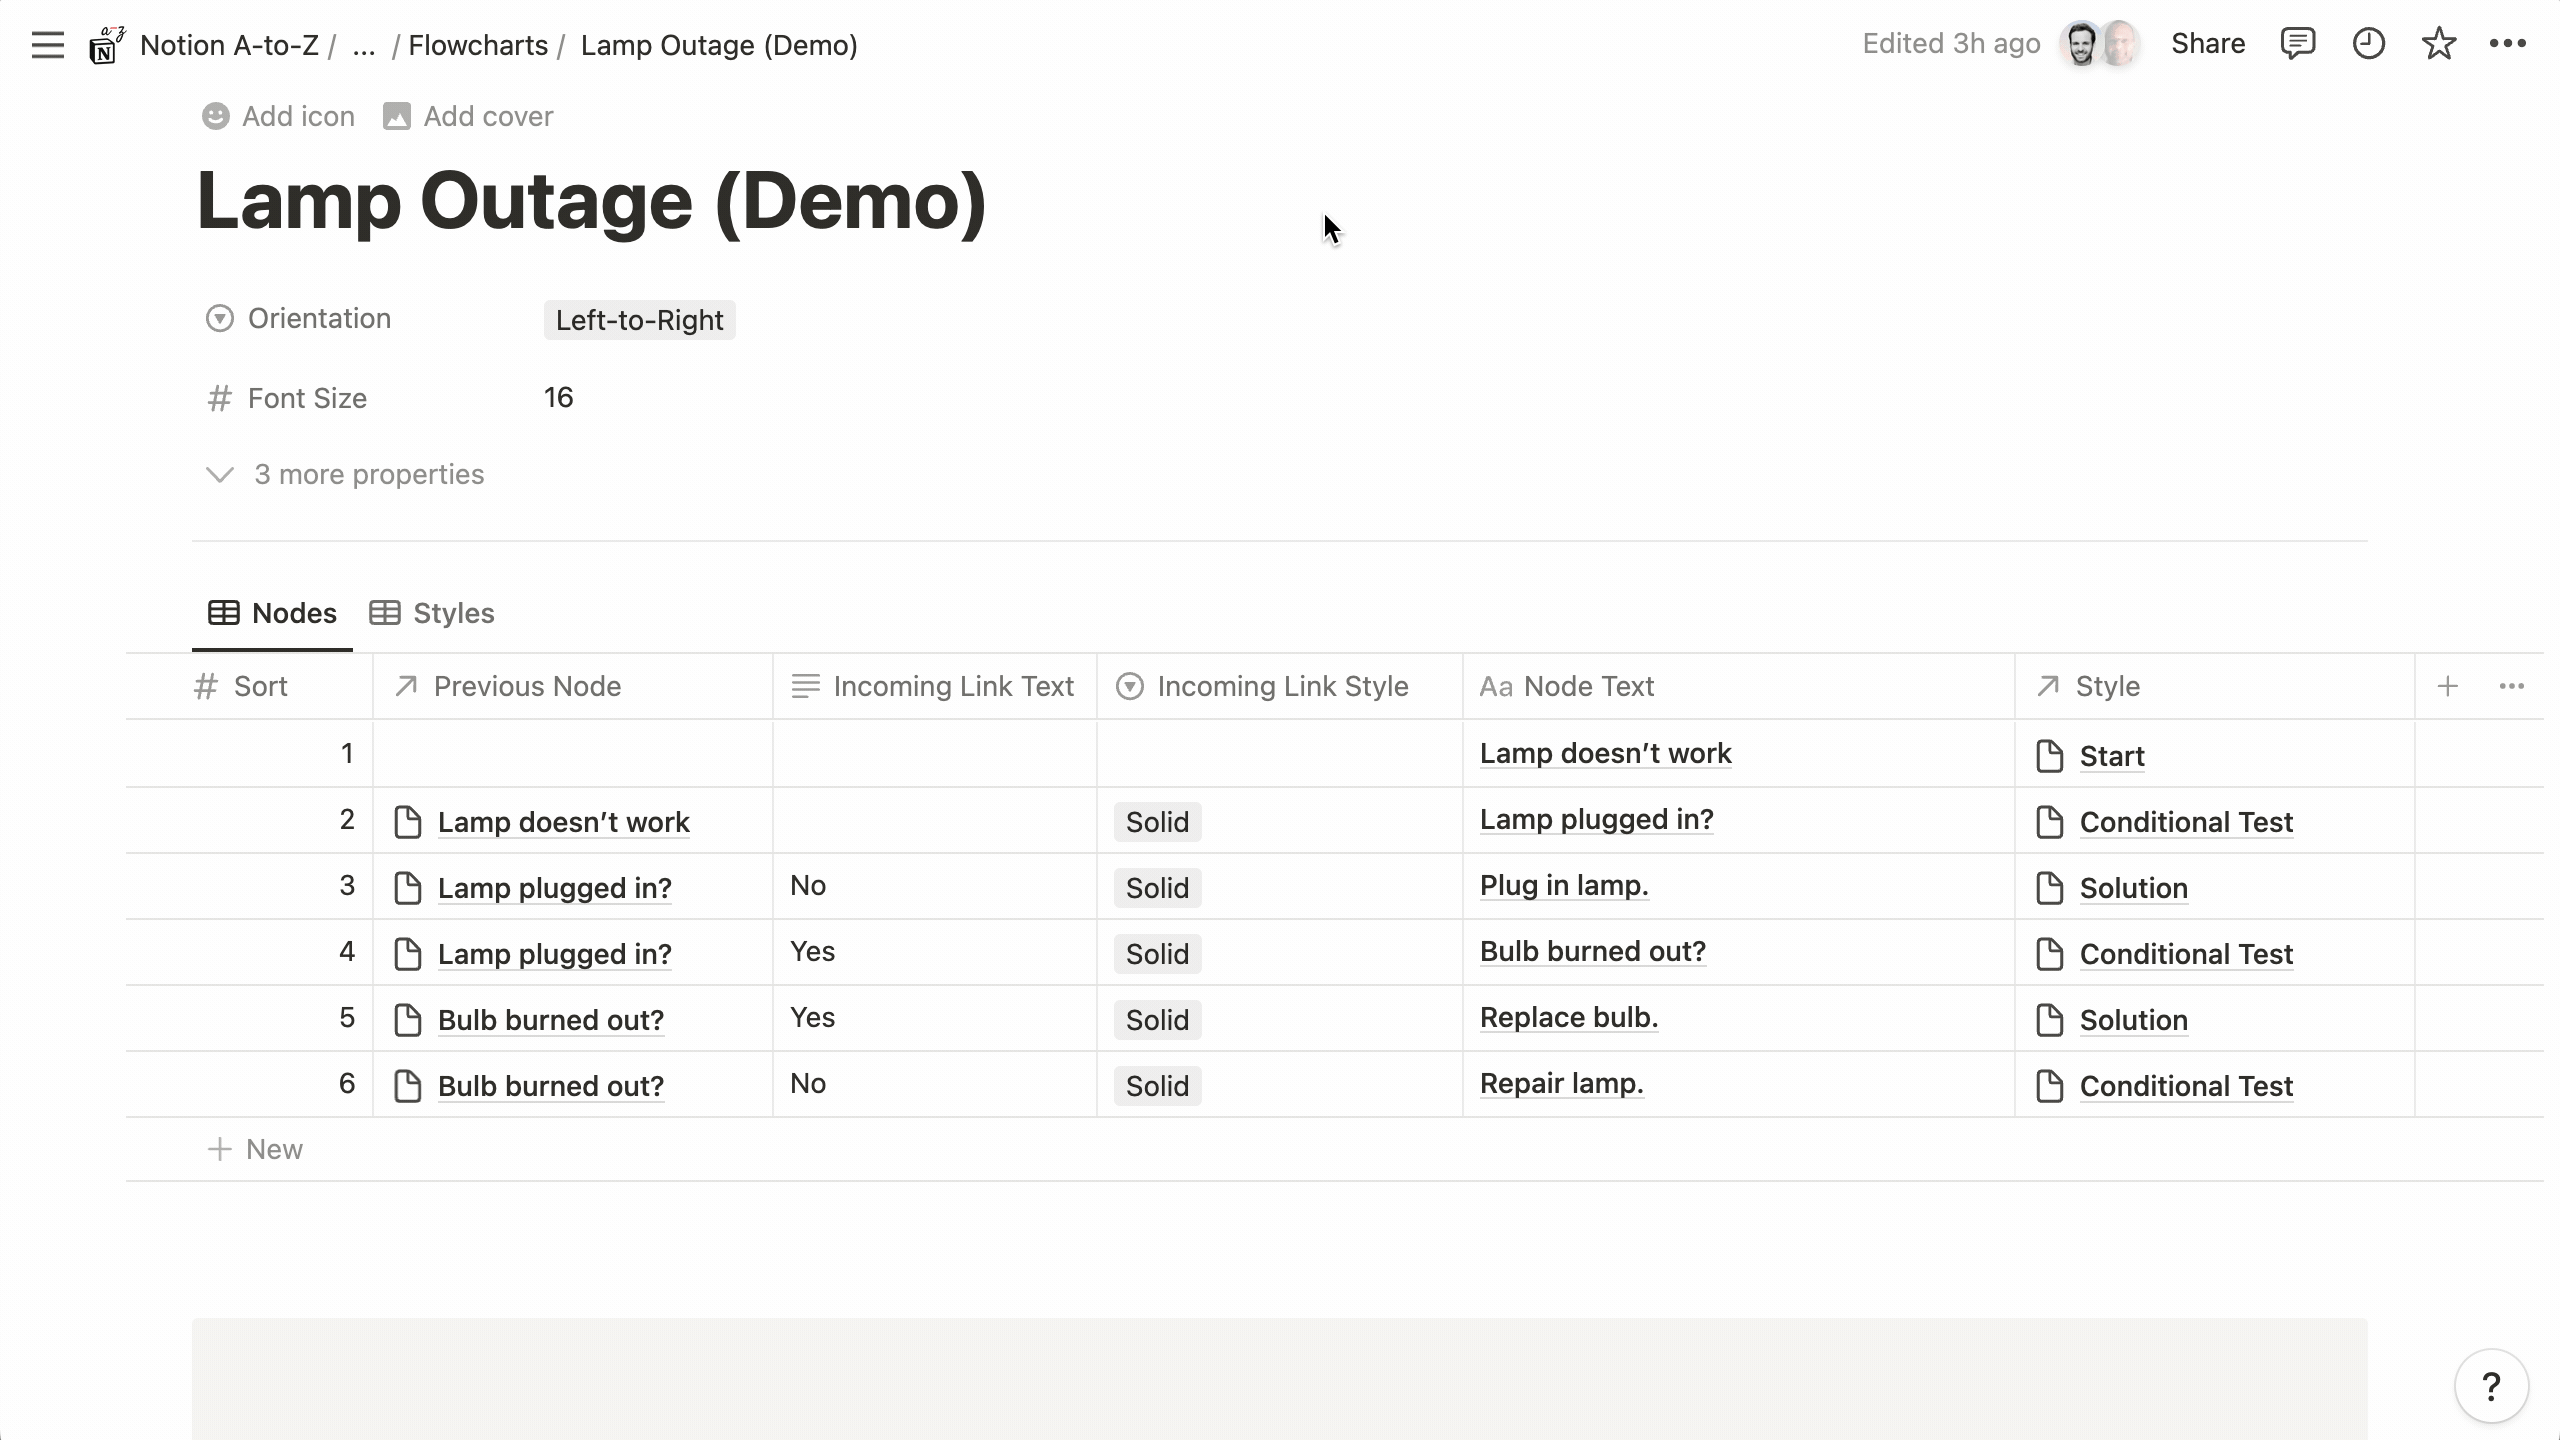 Notion A-to-Z / ... / Flowcharts / Lamp Outage (Demo) Edited 3h ago Share
Add icon Add cover
Lamp Outage (Demo)
Orientation Left-to-Right
# Font Size 16
3 more properties
Nodes Styles
# Sort Previous Node Incoming Link Text Incoming Link Style Aa Node Text Style + ...
1 Lamp doesn’t work Start
2 Lamp doesn’t work Solid Lamp plugged in? Conditional Test
3 Lamp plugged in? No Solid Plug in lamp. Solution
4 Lamp plugged in? Yes Solid Bulb burned out? Conditional Test
5 Bulb burned out? Yes Solid Replace bulb. Solution
6 Bulb burned out? No Solid Repair lamp. Conditional Test
+ New
?